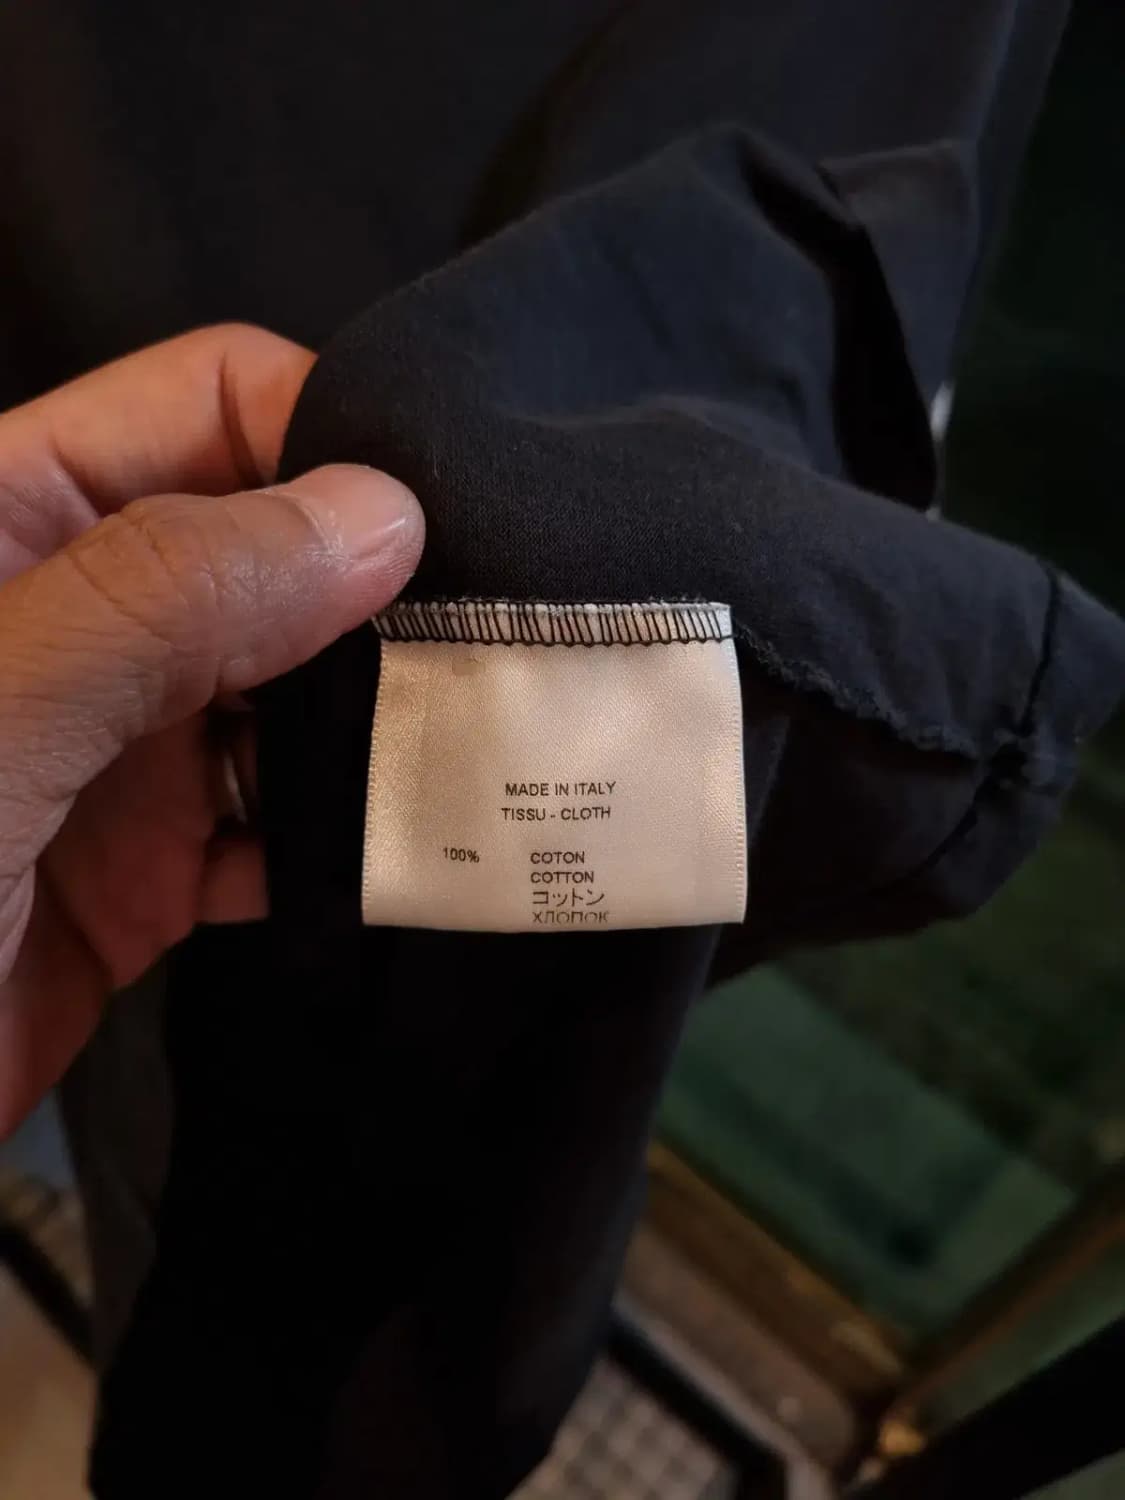 MADE IN ITALY
TISSU - CLOTH
100% COTON
COTTON
コットン
ХЛОПОК